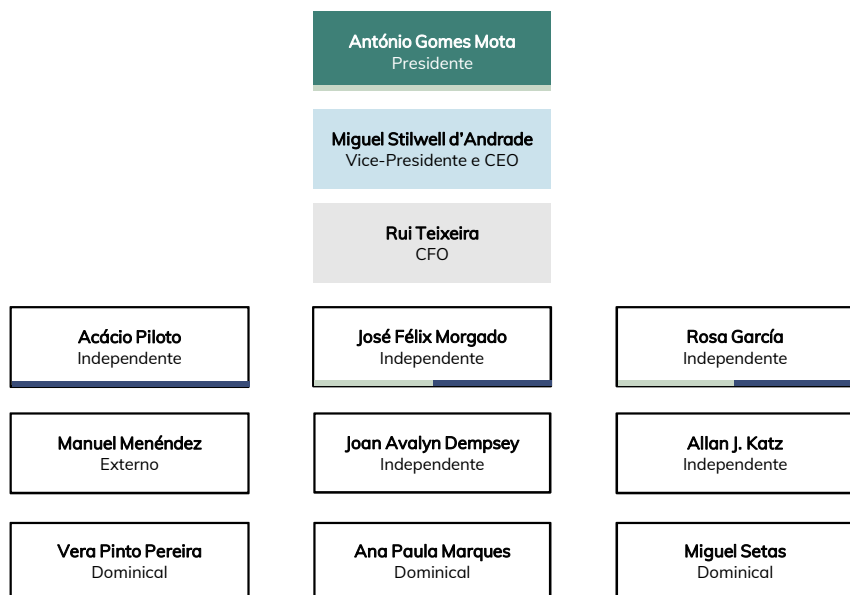 António Gomes Mota
Presidente
Miguel Stilwell d'Andrade
Vice-Presidente e CEO
Rui Teixeira
CFO
Acácio Piloto
Independente
José Félix Morgado
Independente
Rosa García
Independente
Manuel Menéndez
Externo
Joan Avalyn Dempsey
Independente
Allan J. Katz
Independente
Vera Pinto Pereira
Dominical
Ana Paula Marques
Dominical
Miguel Setas
Dominical